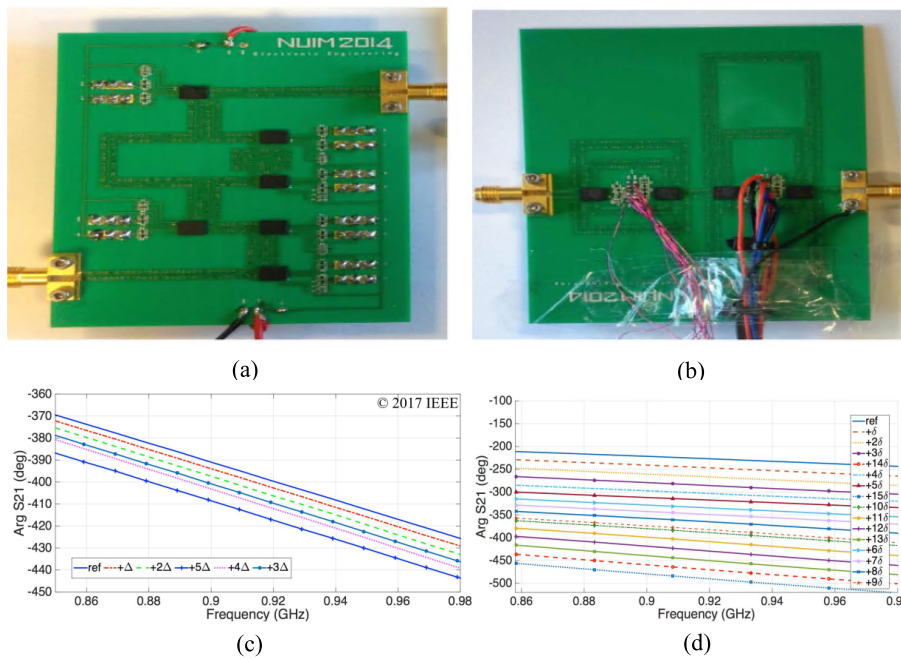 NUIM2014
Electronic Engineering
NUIM2014
(a)
(b)
© 2017 IEEE
Arg S21 (deg)
-360
-370
-380
-390
-400
-410
-420
-430
-440
-450
ref +Δ +2Δ +5Δ +4Δ +3Δ
0.86 0.88 0.9 0.92 0.94 0.96 0.98
Frequency (GHz)
(c)
Arg S21 (deg)
-100
-150
-200
-250
-300
-350
-400
-450
-500
ref
+δ
+2δ
+3δ
+14δ
+4δ
+5δ
+15δ
+10δ
+11δ
+12δ
+13δ
+6δ
+7δ
+8δ
+9δ
0.86 0.88 0.9 0.92 0.94 0.96 0.98
Frequency (GHz)
(d)